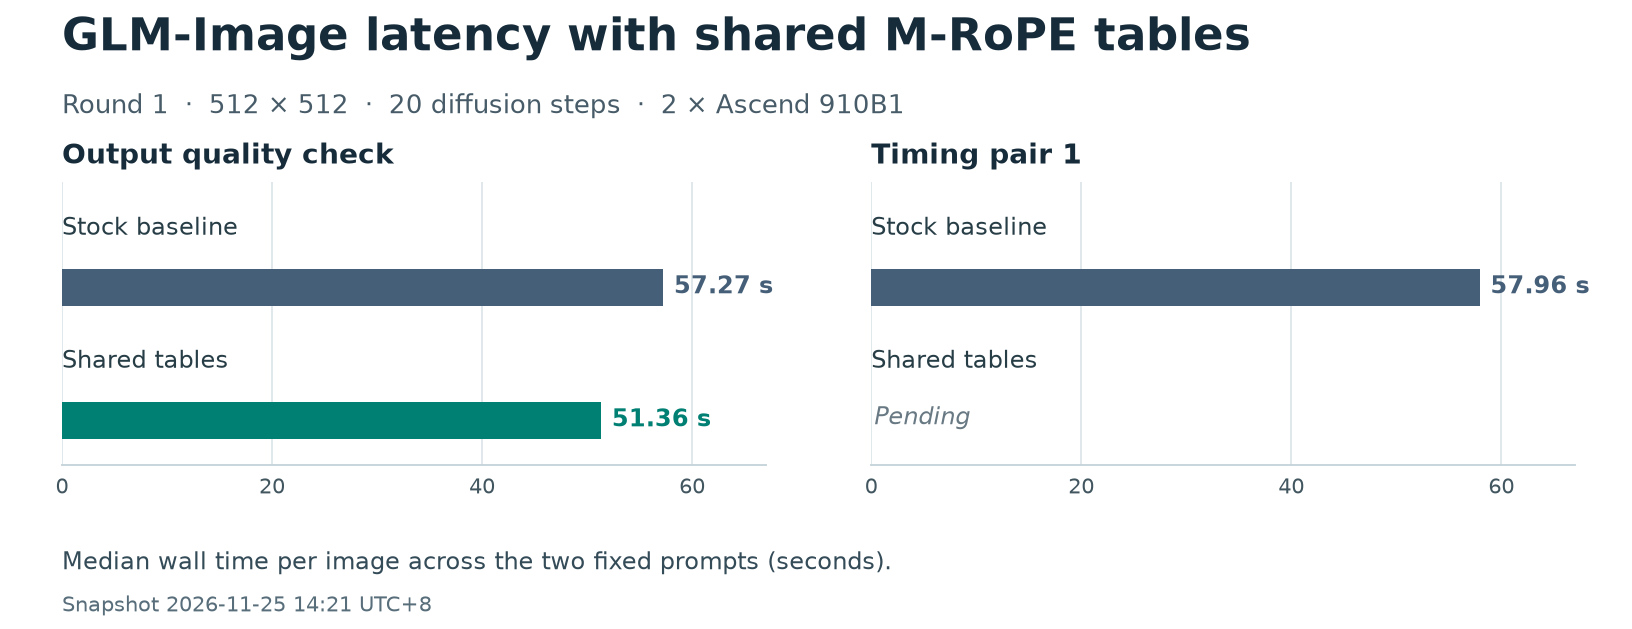 GLM-Image latency with shared M-RoPE tables
Round 1 · 512 × 512 · 20 diffusion steps · 2 × Ascend 910B1
Output quality check
Stock baseline
57.27 s
Shared tables
51.36 s
0 20 40 60
Timing pair 1
Stock baseline
57.96 s
Shared tables
Pending
0 20 40 60
Median wall time per image across the two fixed prompts (seconds).
Snapshot 2026-11-25 14:21 UTC+8